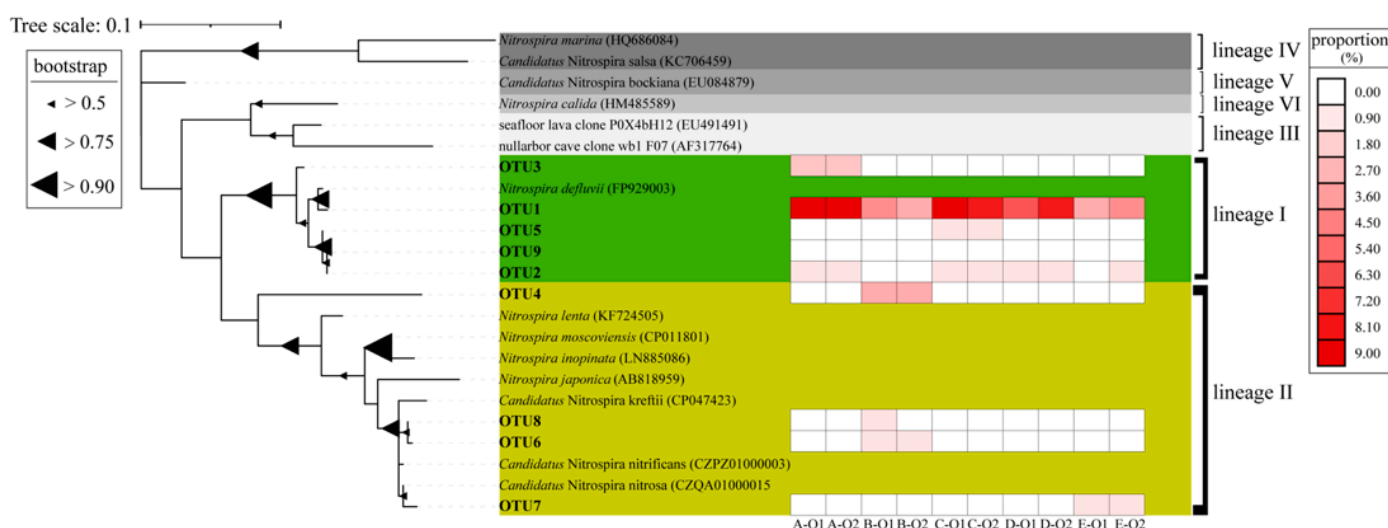 Tree scale: 0.1
bootstrap
> 0.5
> 0.75
> 0.90
Nitrospira marina (HQ686084)
Candidatus Nitrospira salsa (KC706459)
lineage IV
Candidatus Nitrospira bockiana (EU084879)
lineage V
Nitrospira calida (HM485589)
lineage VI
seafloor lava clone P0X4bH12 (EU491491)
nullarbor cave clone wb1 F07 (AF317764)
lineage III
OTU3
Nitrospira defluvii (FP929003)
OTU1
OTU5
OTU9
OTU2
lineage I
OTU4
Nitrospira lenta (KF724505)
Nitrospira moscoviensis (CP011801)
Nitrospira inopinata (LN885086)
Nitrospira japonica (AB818959)
Candidatus Nitrospira kreftii (CP047423)
OTU8
OTU6
Candidatus Nitrospira nitrificans (CZPZ01000003)
Candidatus Nitrospira nitrosa (CZQA01000015
OTU7
lineage II
A-O1 A-O2 B-O1 B-O2 C-O1 C-O2 D-O1 D-O2 E-O1 E-O2
proportion
(%)
0.00
0.90
1.80
2.70
3.60
4.50
5.40
6.30
7.20
8.10
9.00